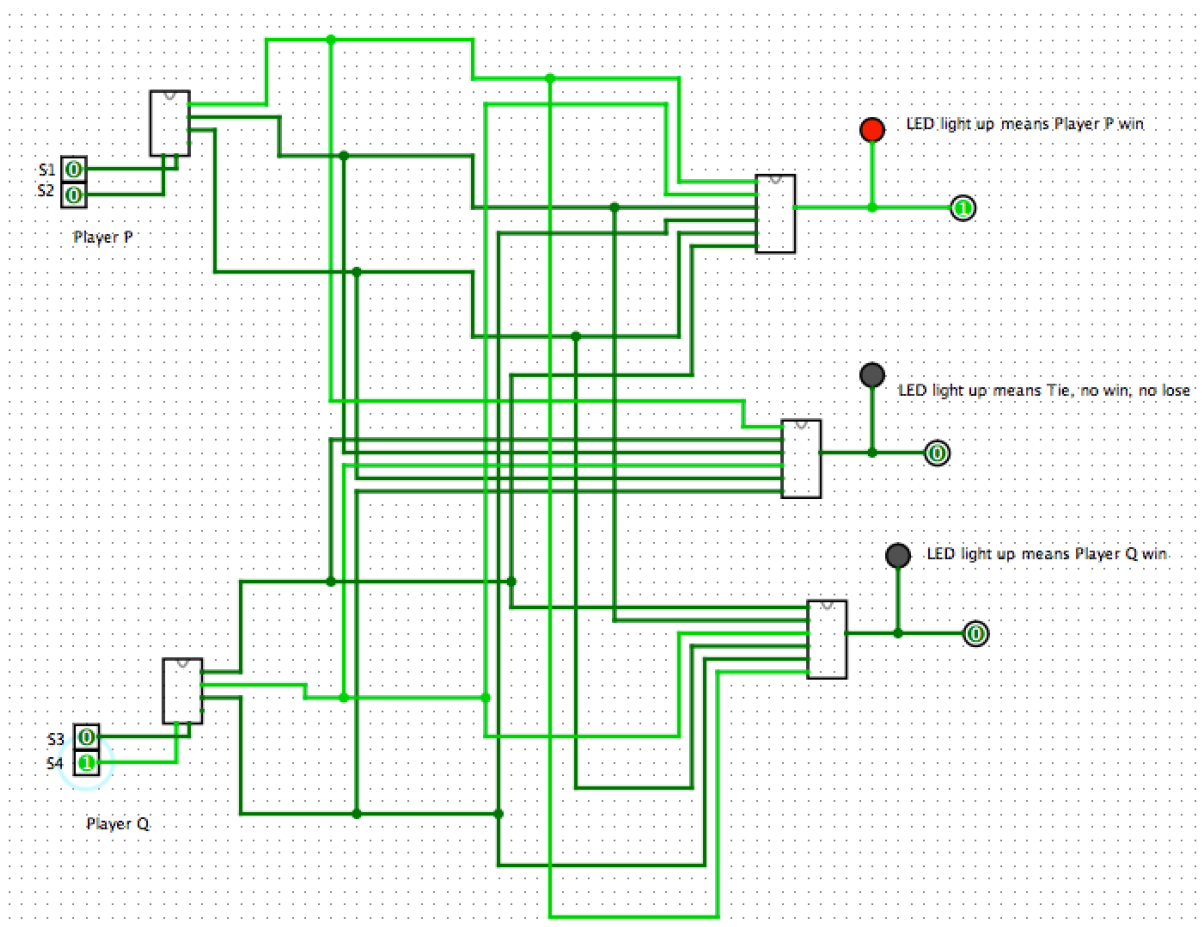 LED light up means Player P win
S1 0
S2 0
1
Player P
LED light up means Tie, no win, no lose
0
LED light up means Player Q win
0
S3 0
S4 1
Player Q